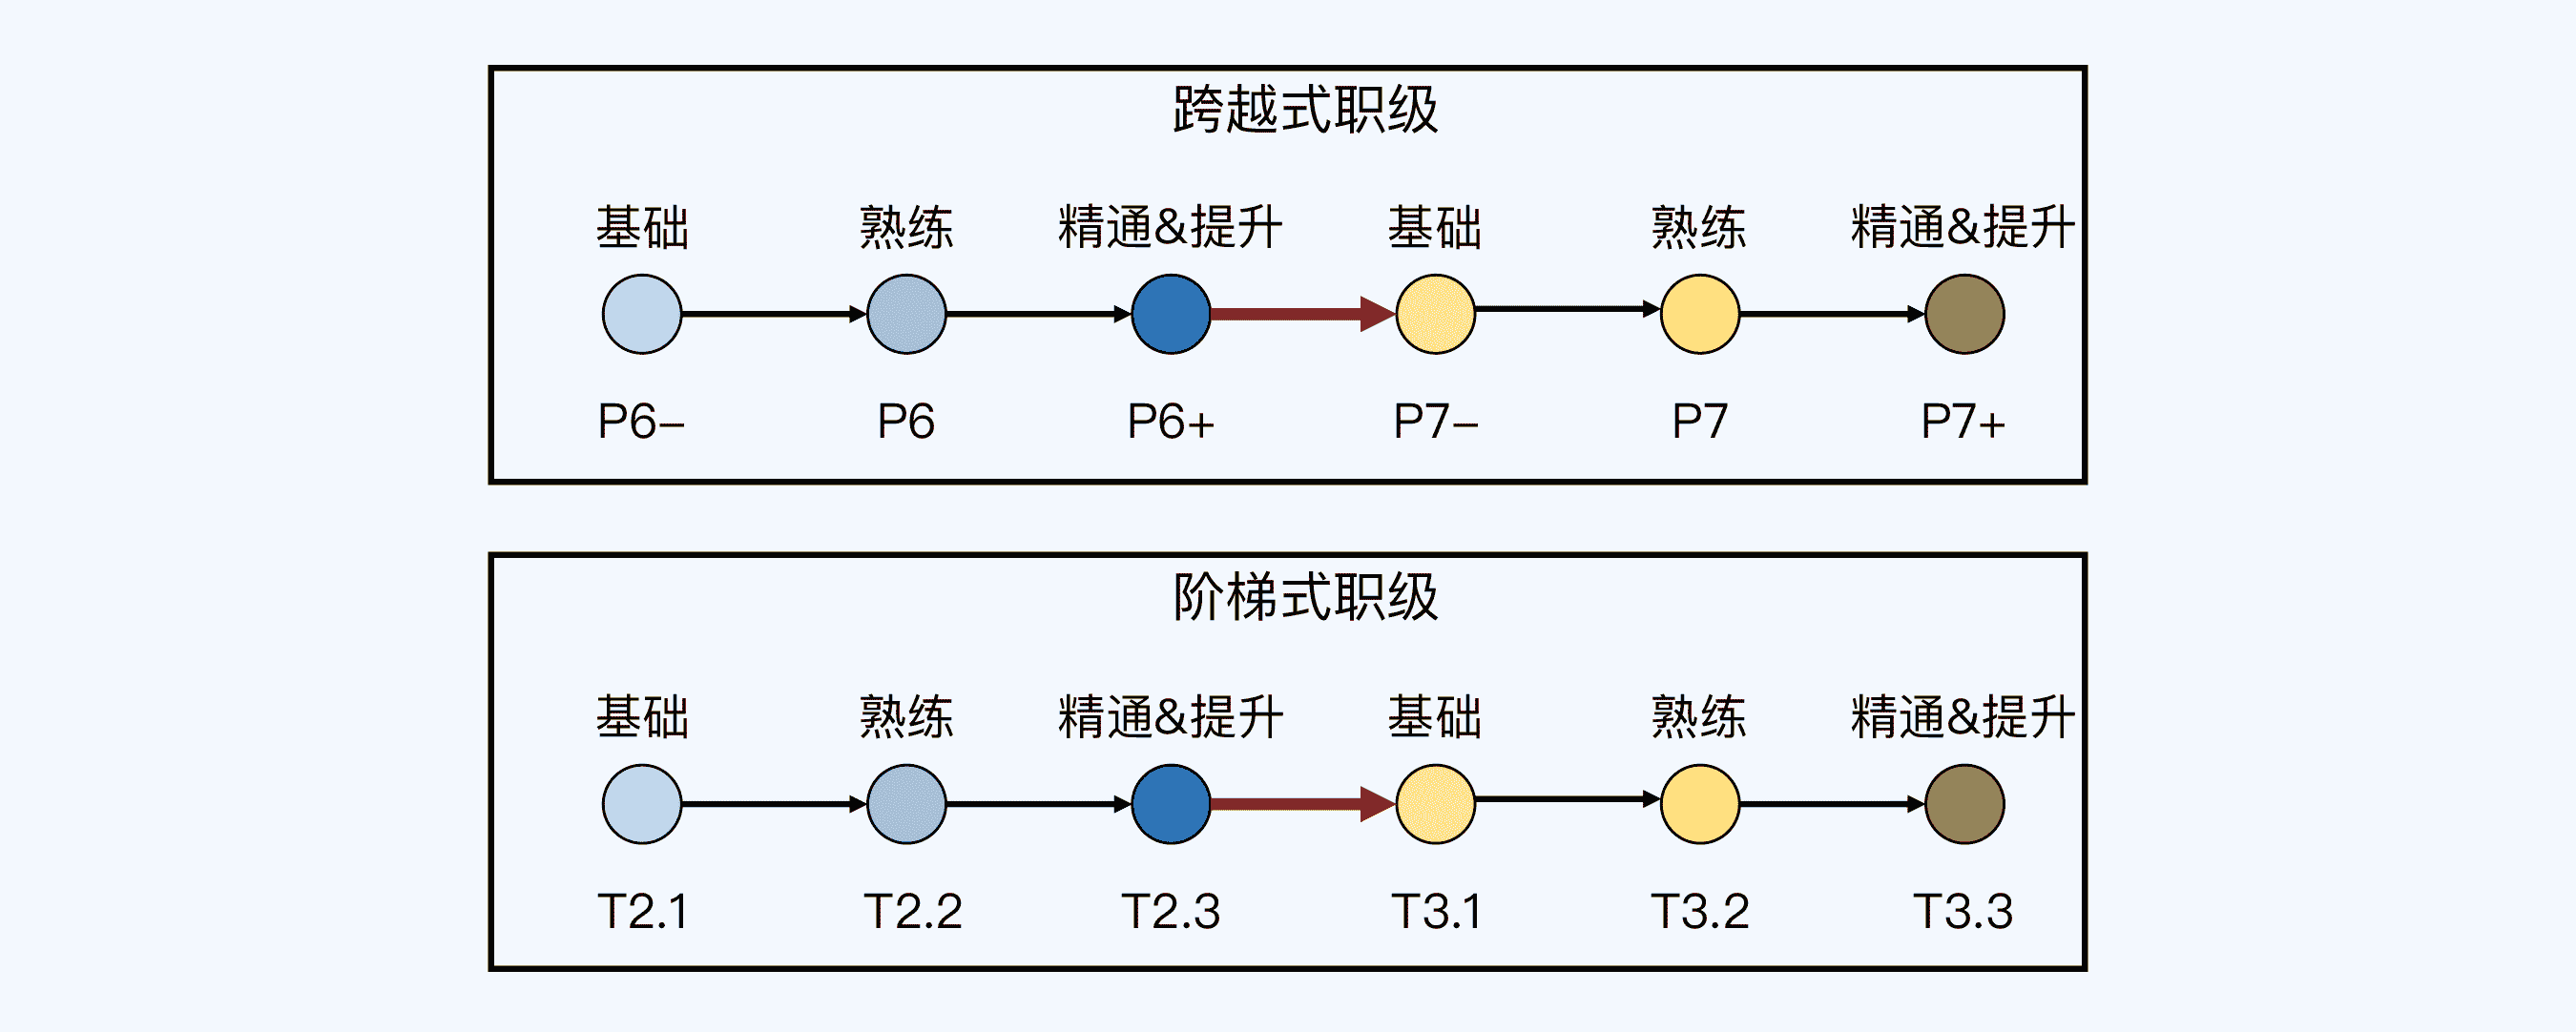 跨越式职级
基础 熟练 精通&提升 基础 熟练 精通&提升
P6- P6 P6+ P7- P7 P7+
阶梯式职级
基础 熟练 精通&提升 基础 熟练 精通&提升
T2.1 T2.2 T2.3 T3.1 T3.2 T3.3